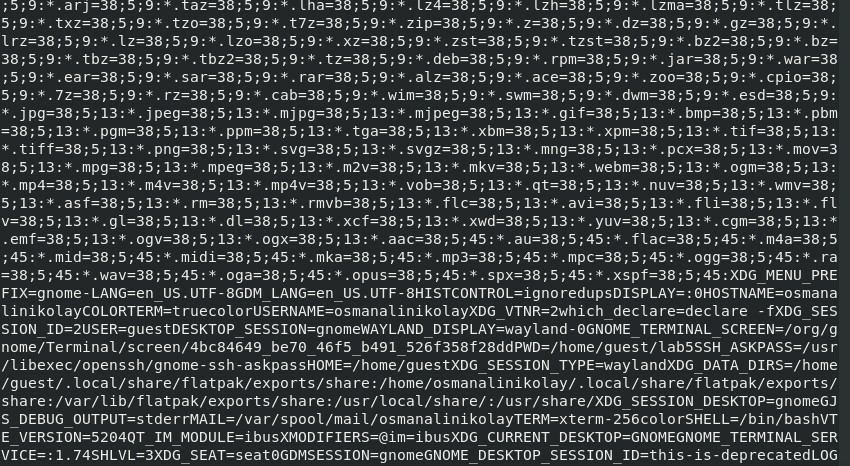 ;5;9:*.arj=38;5;9:*.taz=38;5;9:*.lha=38;5;9:*.lz4=38;5;9:*.lzh=38;5;9:*.lzma=38;5;9:*.tlz=38;
5;9:*.txz=38;5;9:*.tzo=38;5;9:*.t7z=38;5;9:*.zip=38;5;9:*.z=38;5;9:*.dz=38;5;9:*.gz=38;5;9:*.
lrz=38;5;9:*.lz=38;5;9:*.lzo=38;5;9:*.xz=38;5;9:*.zst=38;5;9:*.tzst=38;5;9:*.bz2=38;5;9:*.bz=
38;5;9:*.tbz=38;5;9:*.tbz2=38;5;9:*.tz=38;5;9:*.deb=38;5;9:*.rpm=38;5;9:*.jar=38;5;9:*.war=38
;5;9:*.ear=38;5;9:*.sar=38;5;9:*.rar=38;5;9:*.alz=38;5;9:*.ace=38;5;9:*.zoo=38;5;9:*.cpio=38;
5;9:*.7z=38;5;9:*.rz=38;5;9:*.cab=38;5;9:*.wim=38;5;9:*.swm=38;5;9:*.dwm=38;5;9:*.esd=38;5;9:
*.jpg=38;5;13:*.jpeg=38;5;13:*.mjpg=38;5;13:*.mjpeg=38;5;13:*.gif=38;5;13:*.bmp=38;5;13:*.pbm
=38;5;13:*.pgm=38;5;13:*.ppm=38;5;13:*.tga=38;5;13:*.xbm=38;5;13:*.xpm=38;5;13:*.tif=38;5;13:
*.tiff=38;5;13:*.png=38;5;13:*.svg=38;5;13:*.svgz=38;5;13:*.mng=38;5;13:*.pcx=38;5;13:*.mov=3
8;5;13:*.mpg=38;5;13:*.mpeg=38;5;13:*.m2v=38;5;13:*.mkv=38;5;13:*.webm=38;5;13:*.ogm=38;5;13:
*.mp4=38;5;13:*.m4v=38;5;13:*.mp4v=38;5;13:*.vob=38;5;13:*.qt=38;5;13:*.nuv=38;5;13:*.wmv=38;
5;13:*.asf=38;5;13:*.rm=38;5;13:*.rmvb=38;5;13:*.flc=38;5;13:*.avi=38;5;13:*.fli=38;5;13:*.fl
v=38;5;13:*.gl=38;5;13:*.dl=38;5;13:*.xcf=38;5;13:*.xwd=38;5;13:*.yuv=38;5;13:*.cgm=38;5;13:*
.emf=38;5;13:*.ogv=38;5;13:*.ogx=38;5;13:*.aac=38;5;45:*.au=38;5;45:*.flac=38;5;45:*.m4a=38;5
;45:*.mid=38;5;45:*.midi=38;5;45:*.mka=38;5;45:*.mp3=38;5;45:*.mpc=38;5;45:*.ogg=38;5;45:*.ra
=38;5;45:*.wav=38;5;45:*.oga=38;5;45:*.opus=38;5;45:*.spx=38;5;45:*.xspf=38;5;45:XDG_MENU_PRE
FIX=gnome-LANG=en_US.UTF-8GDM_LANG=en_US.UTF-8HISTCONTROL=ignoredupsDISPLAY=:0HOSTNAME=osmana
linikolayCOLORTERM=truecolorUSERNAME=osmanalinikolayXDG_VTNR=2which_declare=declare -fXDG_SES
SION_ID=2USER=guestDESKTOP_SESSION=gnomeWAYLAND_DISPLAY=wayland-0GNOME_TERMINAL_SCREEN=/org/g
nome/Terminal/screen/4bc84649_be70_46f5_b491_526f358f28ddPWD=/home/guest/lab5SSH_ASKPASS=/usr
/libexec/openssh/gnome-ssh-askpassHOME=/home/guestXDG_SESSION_TYPE=waylandXDG_DATA_DIRS=/home
/guest/.local/share/flatpak/exports/share:/home/osmanalinikolay/.local/share/flatpak/exports/
share:/var/lib/flatpak/exports/share:/usr/local/share/:/usr/share/XDG_SESSION_DESKTOP=gnomeGJ
S_DEBUG_OUTPUT=stderrMAIL=/var/spool/mail/osmanalinikolayTERM=xterm-256colorSHELL=/bin/bashVT
E_VERSION=5204QT_IM_MODULE=ibusXMODIFIERS=@im=ibusXDG_CURRENT_DESKTOP=GNOMEGNOME_TERMINAL_SER
VICE=:1.74SHLVL=3XDG_SEAT=seat0GDMSESSION=gnomeGNOME_DESKTOP_SESSION_ID=this-is-deprecatedLOG